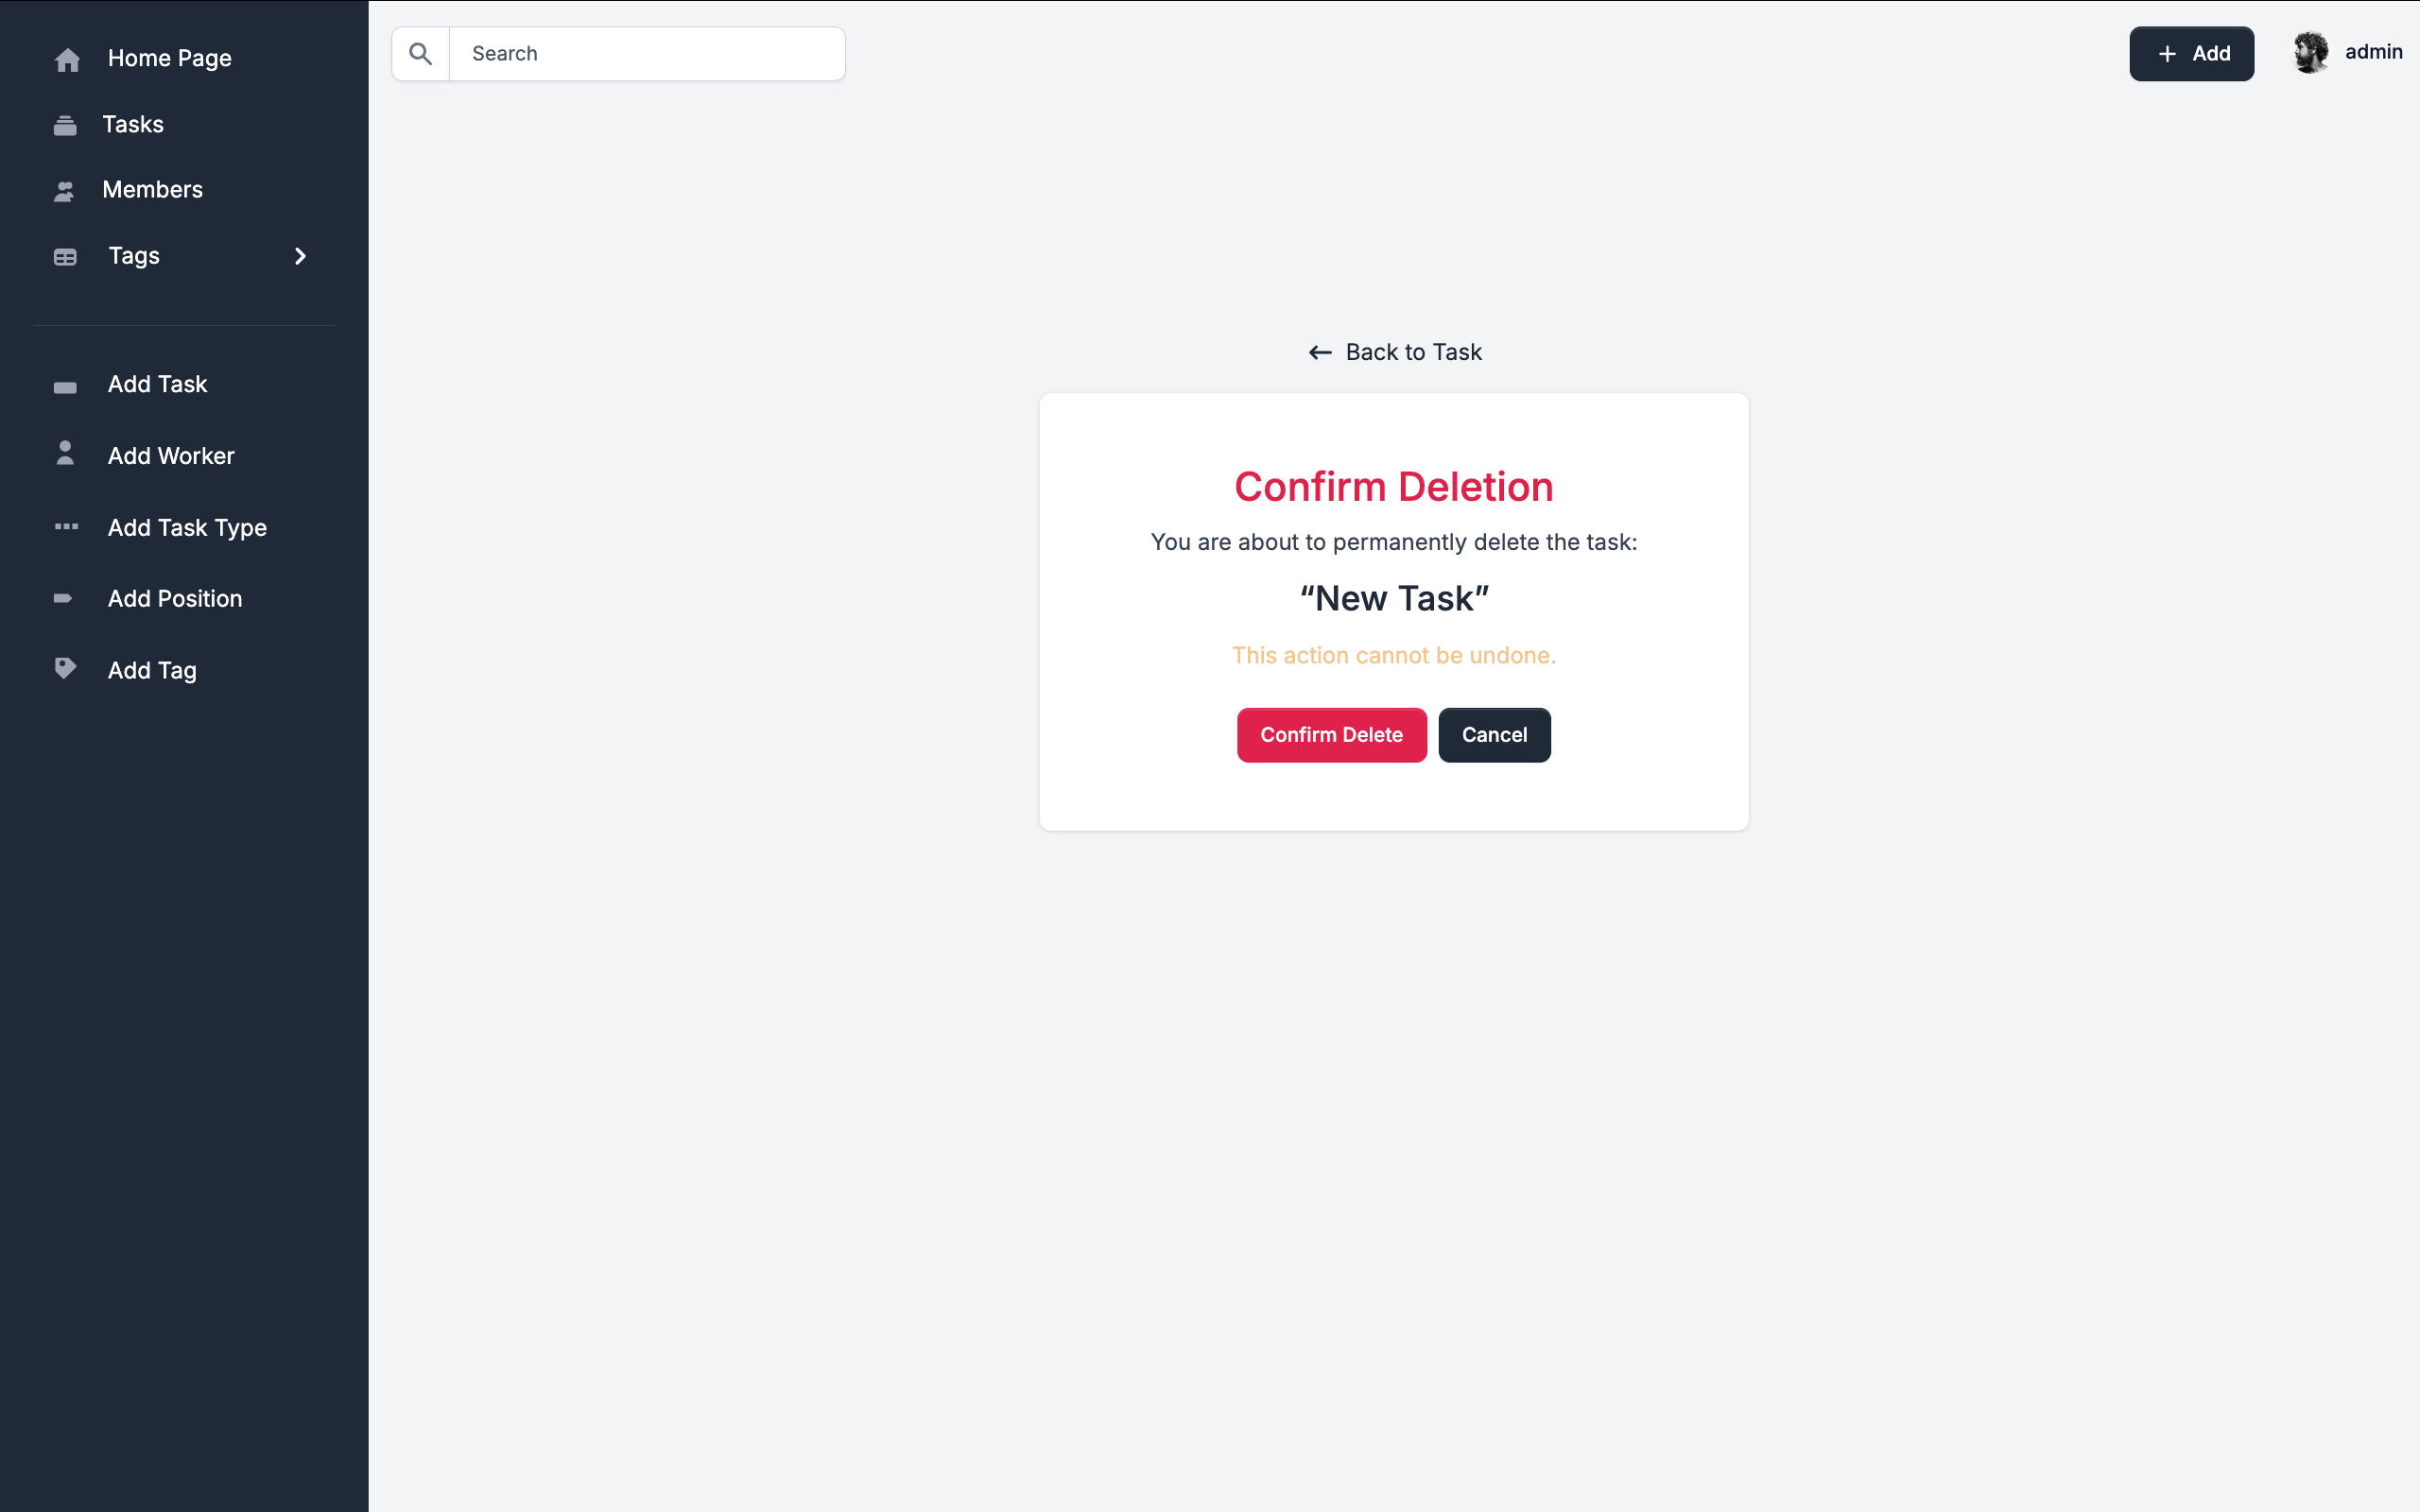 Home Page
Tasks
Members
Tags
Add Task
Add Worker
Add Task Type
Add Position
Add Tag
Search
Add
admin
Back to Task
Confirm Deletion
You are about to permanently delete the task:
“New Task”
This action cannot be undone.
Confirm Delete
Cancel